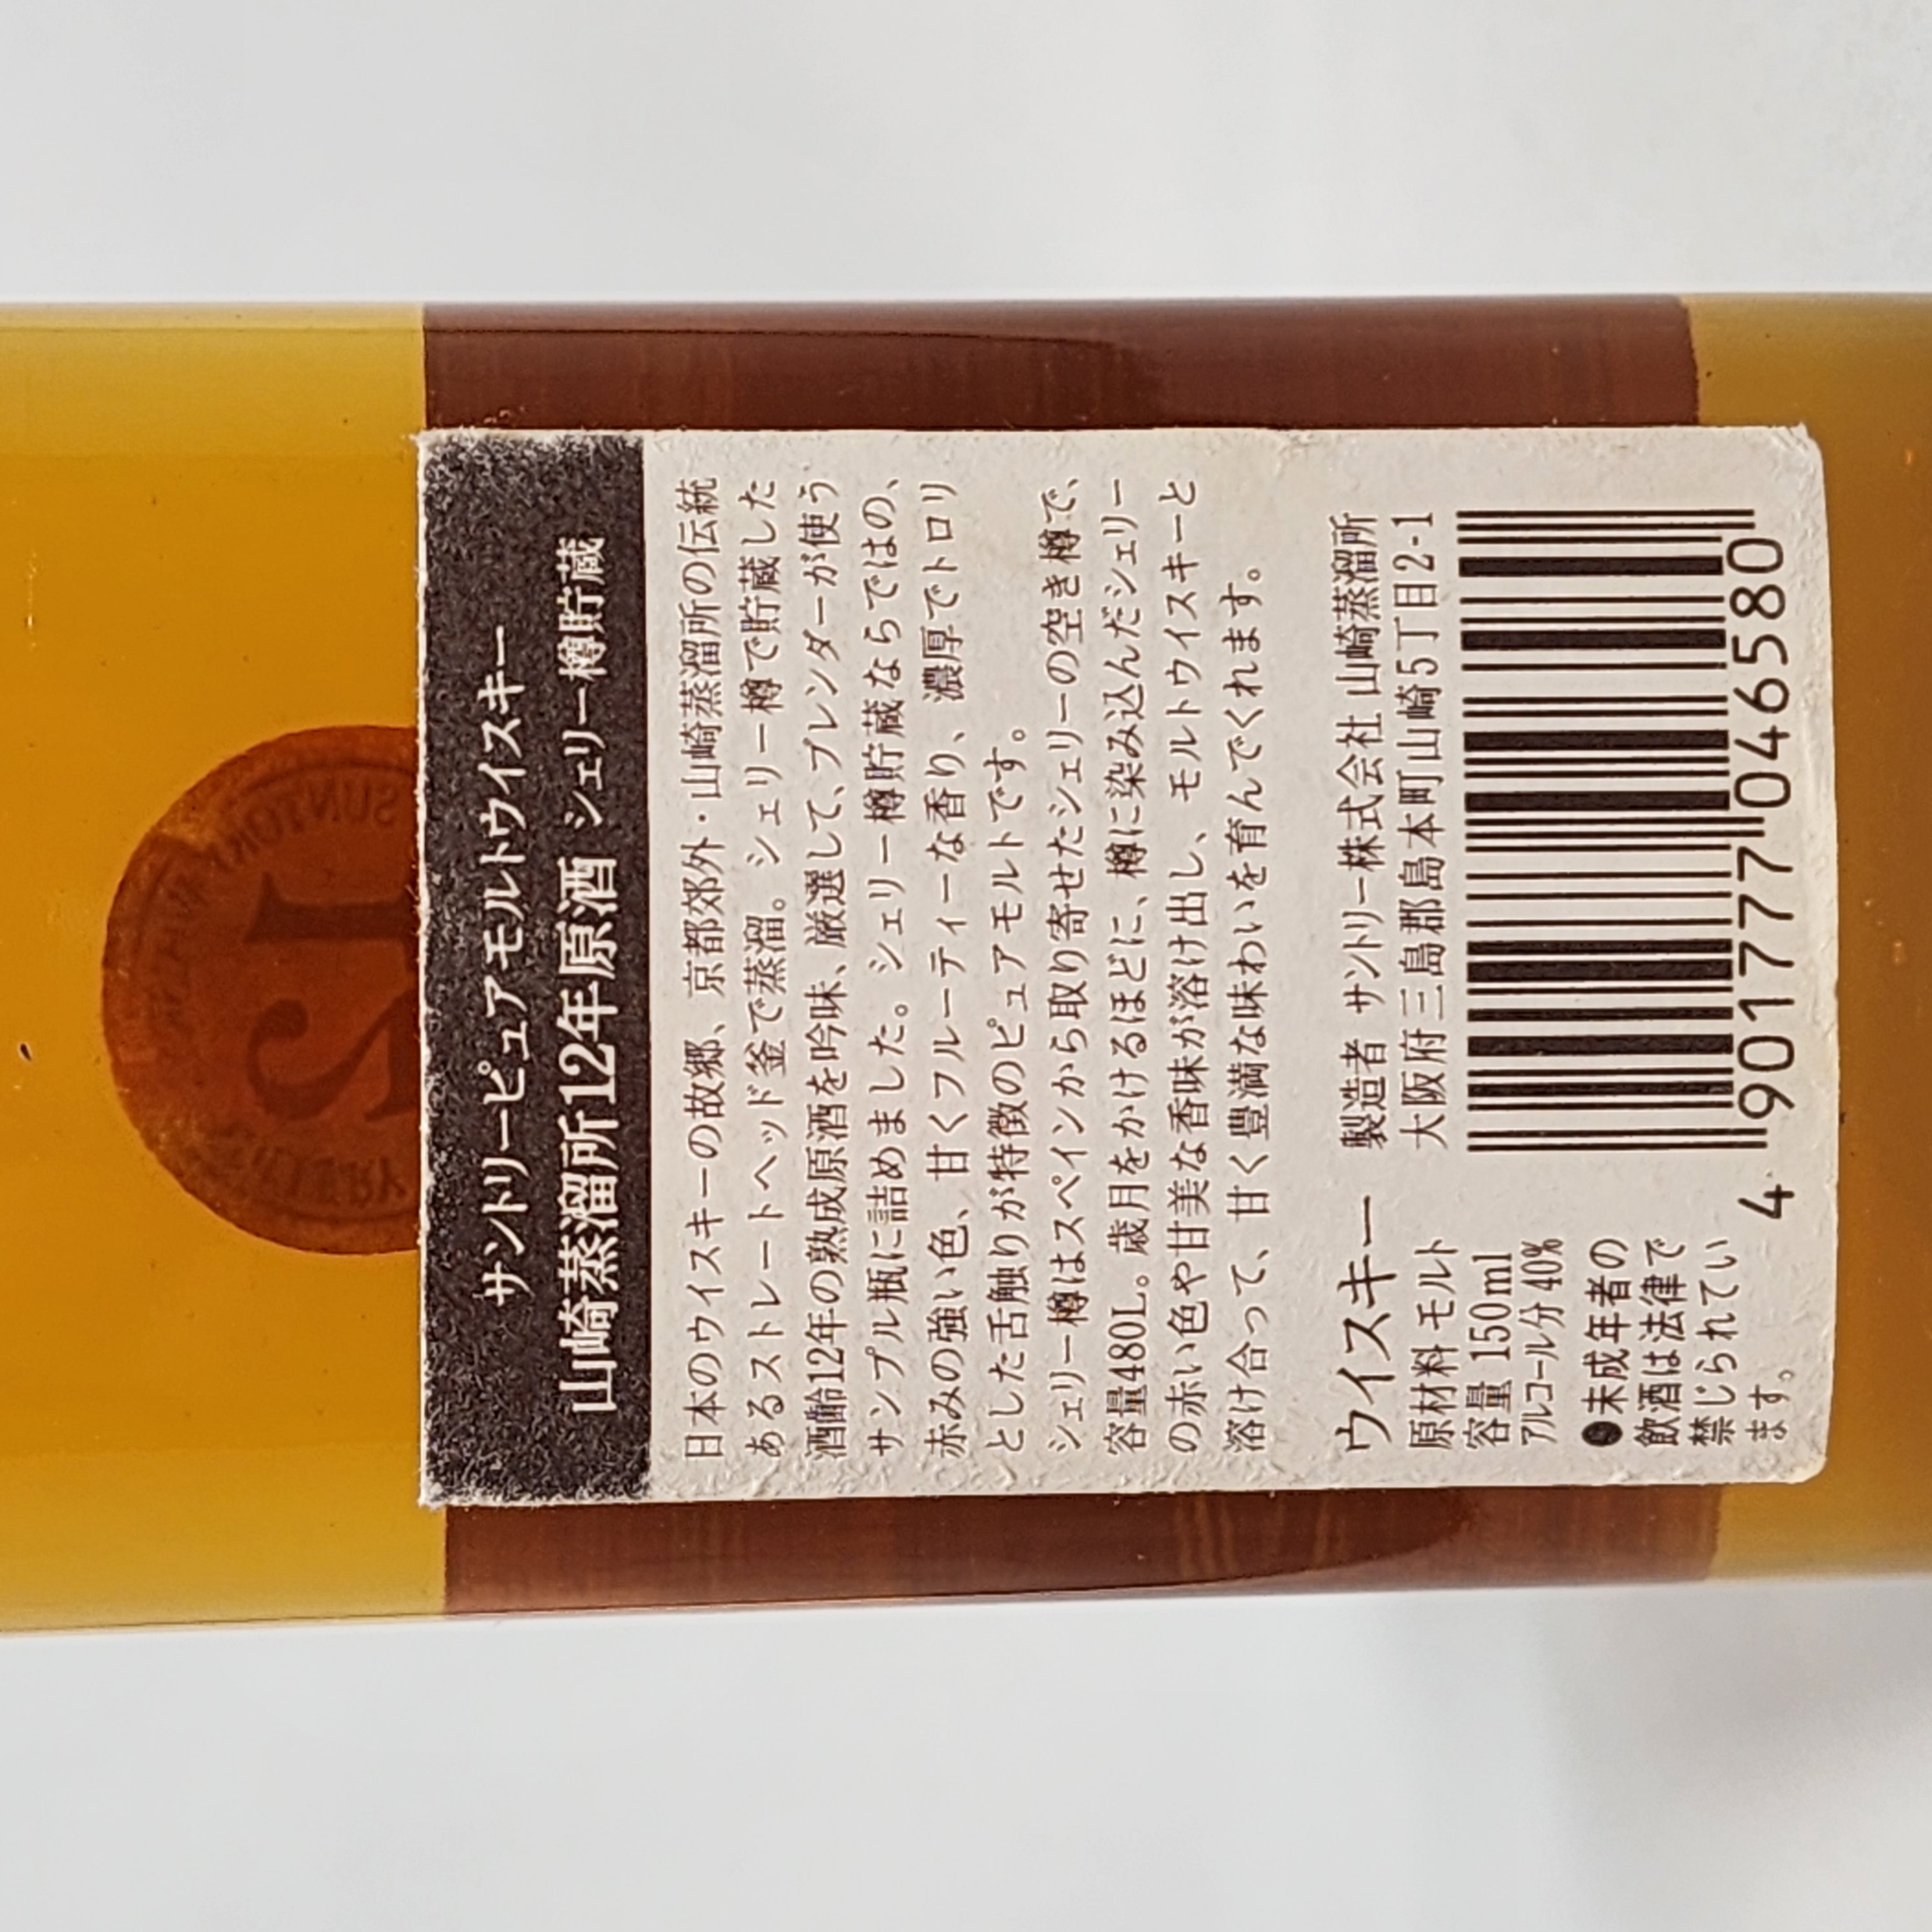 サントリーピュアモルトウイスキー
山崎蒸溜所12年原酒 シェリー樽貯蔵
日本のウイスキーの故郷、京都郊外・山崎蒸溜所の伝統
あるストレートヘッド釜で蒸溜。シェリー樽で貯蔵した
酒齢12年の熟成原酒を吟味、厳選して、ブレンダーが使う
サンプル瓶に詰めました。シェリー樽貯蔵ならではの、
赤みの強い色、甘くフルーティーな香り、濃厚でトロリ
とした舌触りが特徴のピュアモルトです。
シェリー樽はスペインから取り寄せたシェリーの空き樽で、
容量480L。歳月をかけるほどに、樽に染み込んだシェリー
の赤い色や甘美な香味が溶け出し、モルトウイスキーと
溶け合って、甘く豊満な味わいを育んでくれます。
ウイスキー
原材料 モルト
容量 150ml
アルコール分 40%
●未成年者の
飲酒は法律で
禁じられてい
ます。
製造者 サントリー株式会社 山崎蒸溜所
大阪府三島郡島本町山崎5丁目2-1
4 901777 046580
12
SUNTORY